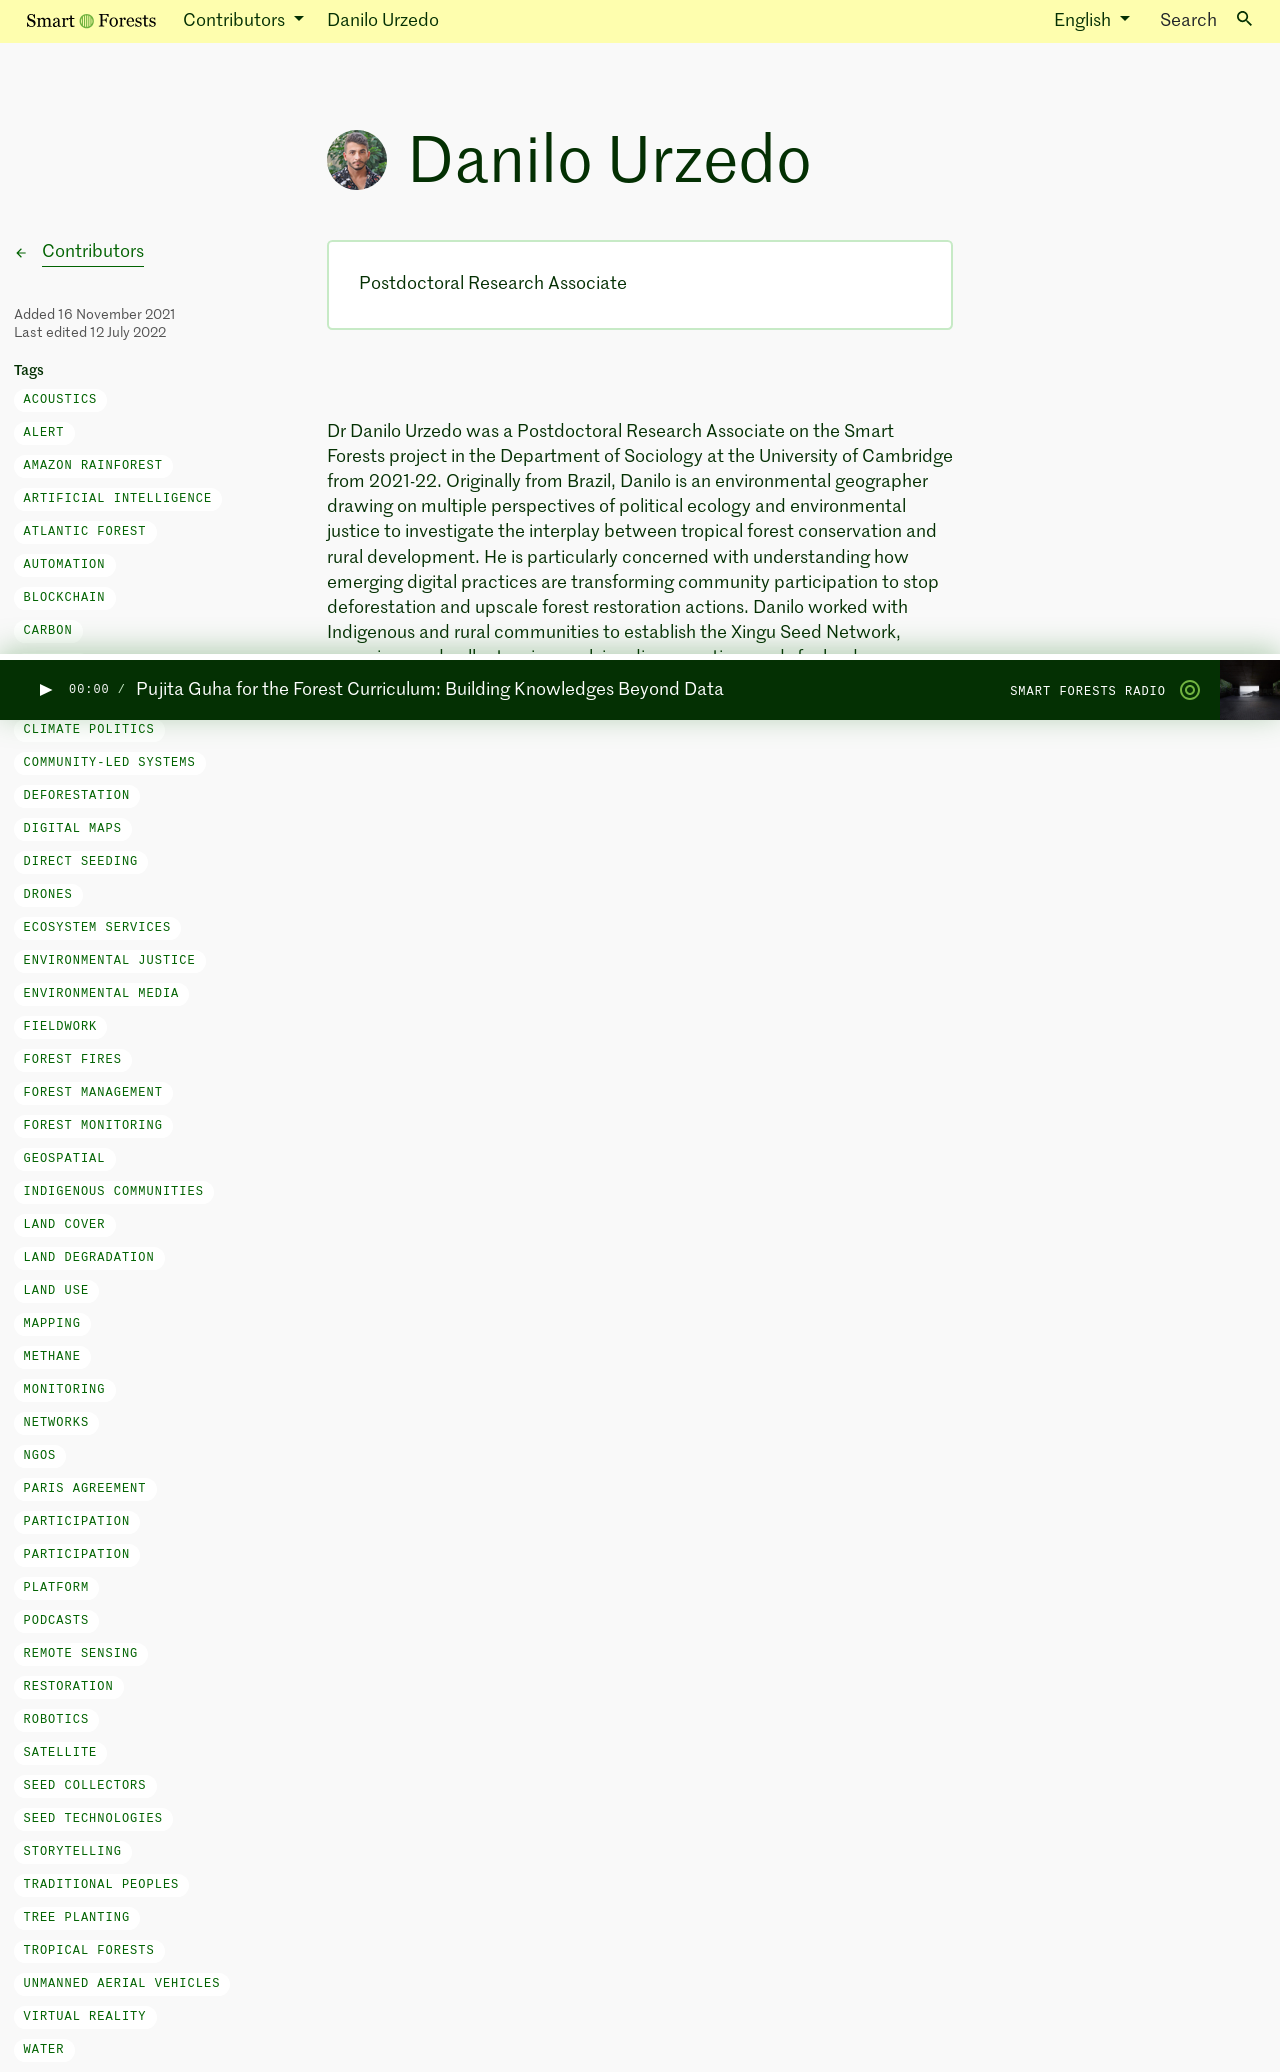 Smart Forests Contributors Danilo Urzedo English Search
Danilo Urzedo
Contributors
Added 16 November 2021
Last edited 12 July 2022
Tags
ACOUSTICS
ALERT
AMAZON RAINFOREST
ARTIFICIAL INTELLIGENCE
ATLANTIC FOREST
AUTOMATION
BLOCKCHAIN
CARBON
Postdoctoral Research Associate
Dr Danilo Urzedo was a Postdoctoral Research Associate on the Smart
Forests project in the Department of Sociology at the University of Cambridge
from 2021-22. Originally from Brazil, Danilo is an environmental geographer
drawing on multiple perspectives of political ecology and environmental
justice to investigate the interplay between tropical forest conservation and
rural development. He is particularly concerned with understanding how
emerging digital practices are transforming community participation to stop
deforestation and upscale forest restoration actions. Danilo worked with
Indigenous and rural communities to establish the Xingu Seed Network,
00:00 / Pujita Guha for the Forest Curriculum: Building Knowledges Beyond Data SMART FORESTS RADIO
CLIMATE POLITICS
COMMUNITY-LED SYSTEMS
DEFORESTATION
DIGITAL MAPS
DIRECT SEEDING
DRONES
ECOSYSTEM SERVICES
ENVIRONMENTAL JUSTICE
ENVIRONMENTAL MEDIA
FIELDWORK
FOREST FIRES
FOREST MANAGEMENT
FOREST MONITORING
GEOSPATIAL
INDIGENOUS COMMUNITIES
LAND COVER
LAND DEGRADATION
LAND USE
MAPPING
METHANE
MONITORING
NETWORKS
NGOS
PARIS AGREEMENT
PARTICIPATION
PARTICIPATION
PLATFORM
PODCASTS
REMOTE SENSING
RESTORATION
ROBOTICS
SATELLITE
SEED COLLECTORS
SEED TECHNOLOGIES
STORYTELLING
TRADITIONAL PEOPLES
TREE PLANTING
TROPICAL FORESTS
UNMANNED AERIAL VEHICLES
VIRTUAL REALITY
WATER